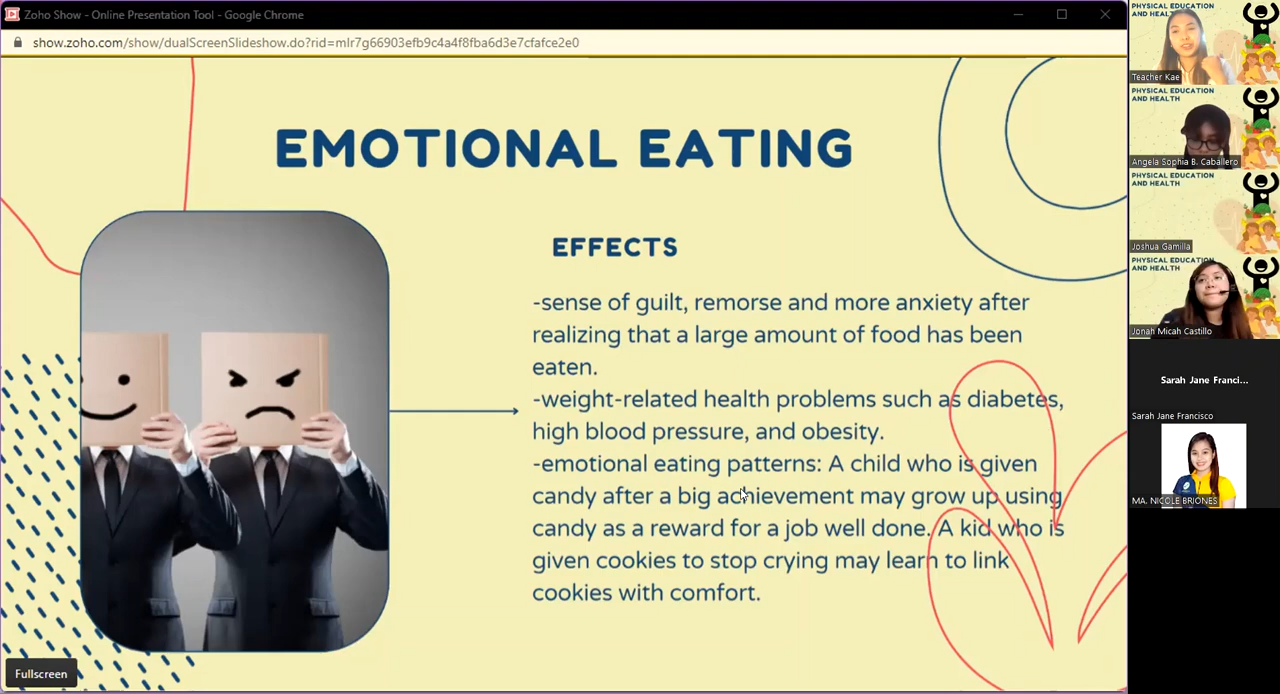 Zoho Show - Online Presentation Tool - Google Chrome
show.zoho.com/show/dualScreenSlideshow.do?rid=mlr7g66903efb9c4a4f8fba6d3e7cfafce2e0
EMOTIONAL EATING
EFFECTS
-sense of guilt, remorse and more anxiety after
realizing that a large amount of food has been
eaten.
-weight-related health problems such as diabetes,
high blood pressure, and obesity.
-emotional eating patterns: A child who is given
candy after a big achievement may grow up using
candy as a reward for a job well done. A kid who is
given cookies to stop crying may learn to link
cookies with comfort.
Fullscreen
PHYSICAL EDUCATION
AND HEALTH
Teacher Kae
PHYSICAL EDUCATION
AND HEALTH
Angela Sophia B. Caballero
PHYSICAL EDUCATION
AND HEALTH
Joshua Gamilla
PHYSICAL EDUCATION
AND HEALTH
Jonah Micah Castillo
Sarah Jane Franci...
Sarah Jane Francisco
MA. NICOLE BRIONES